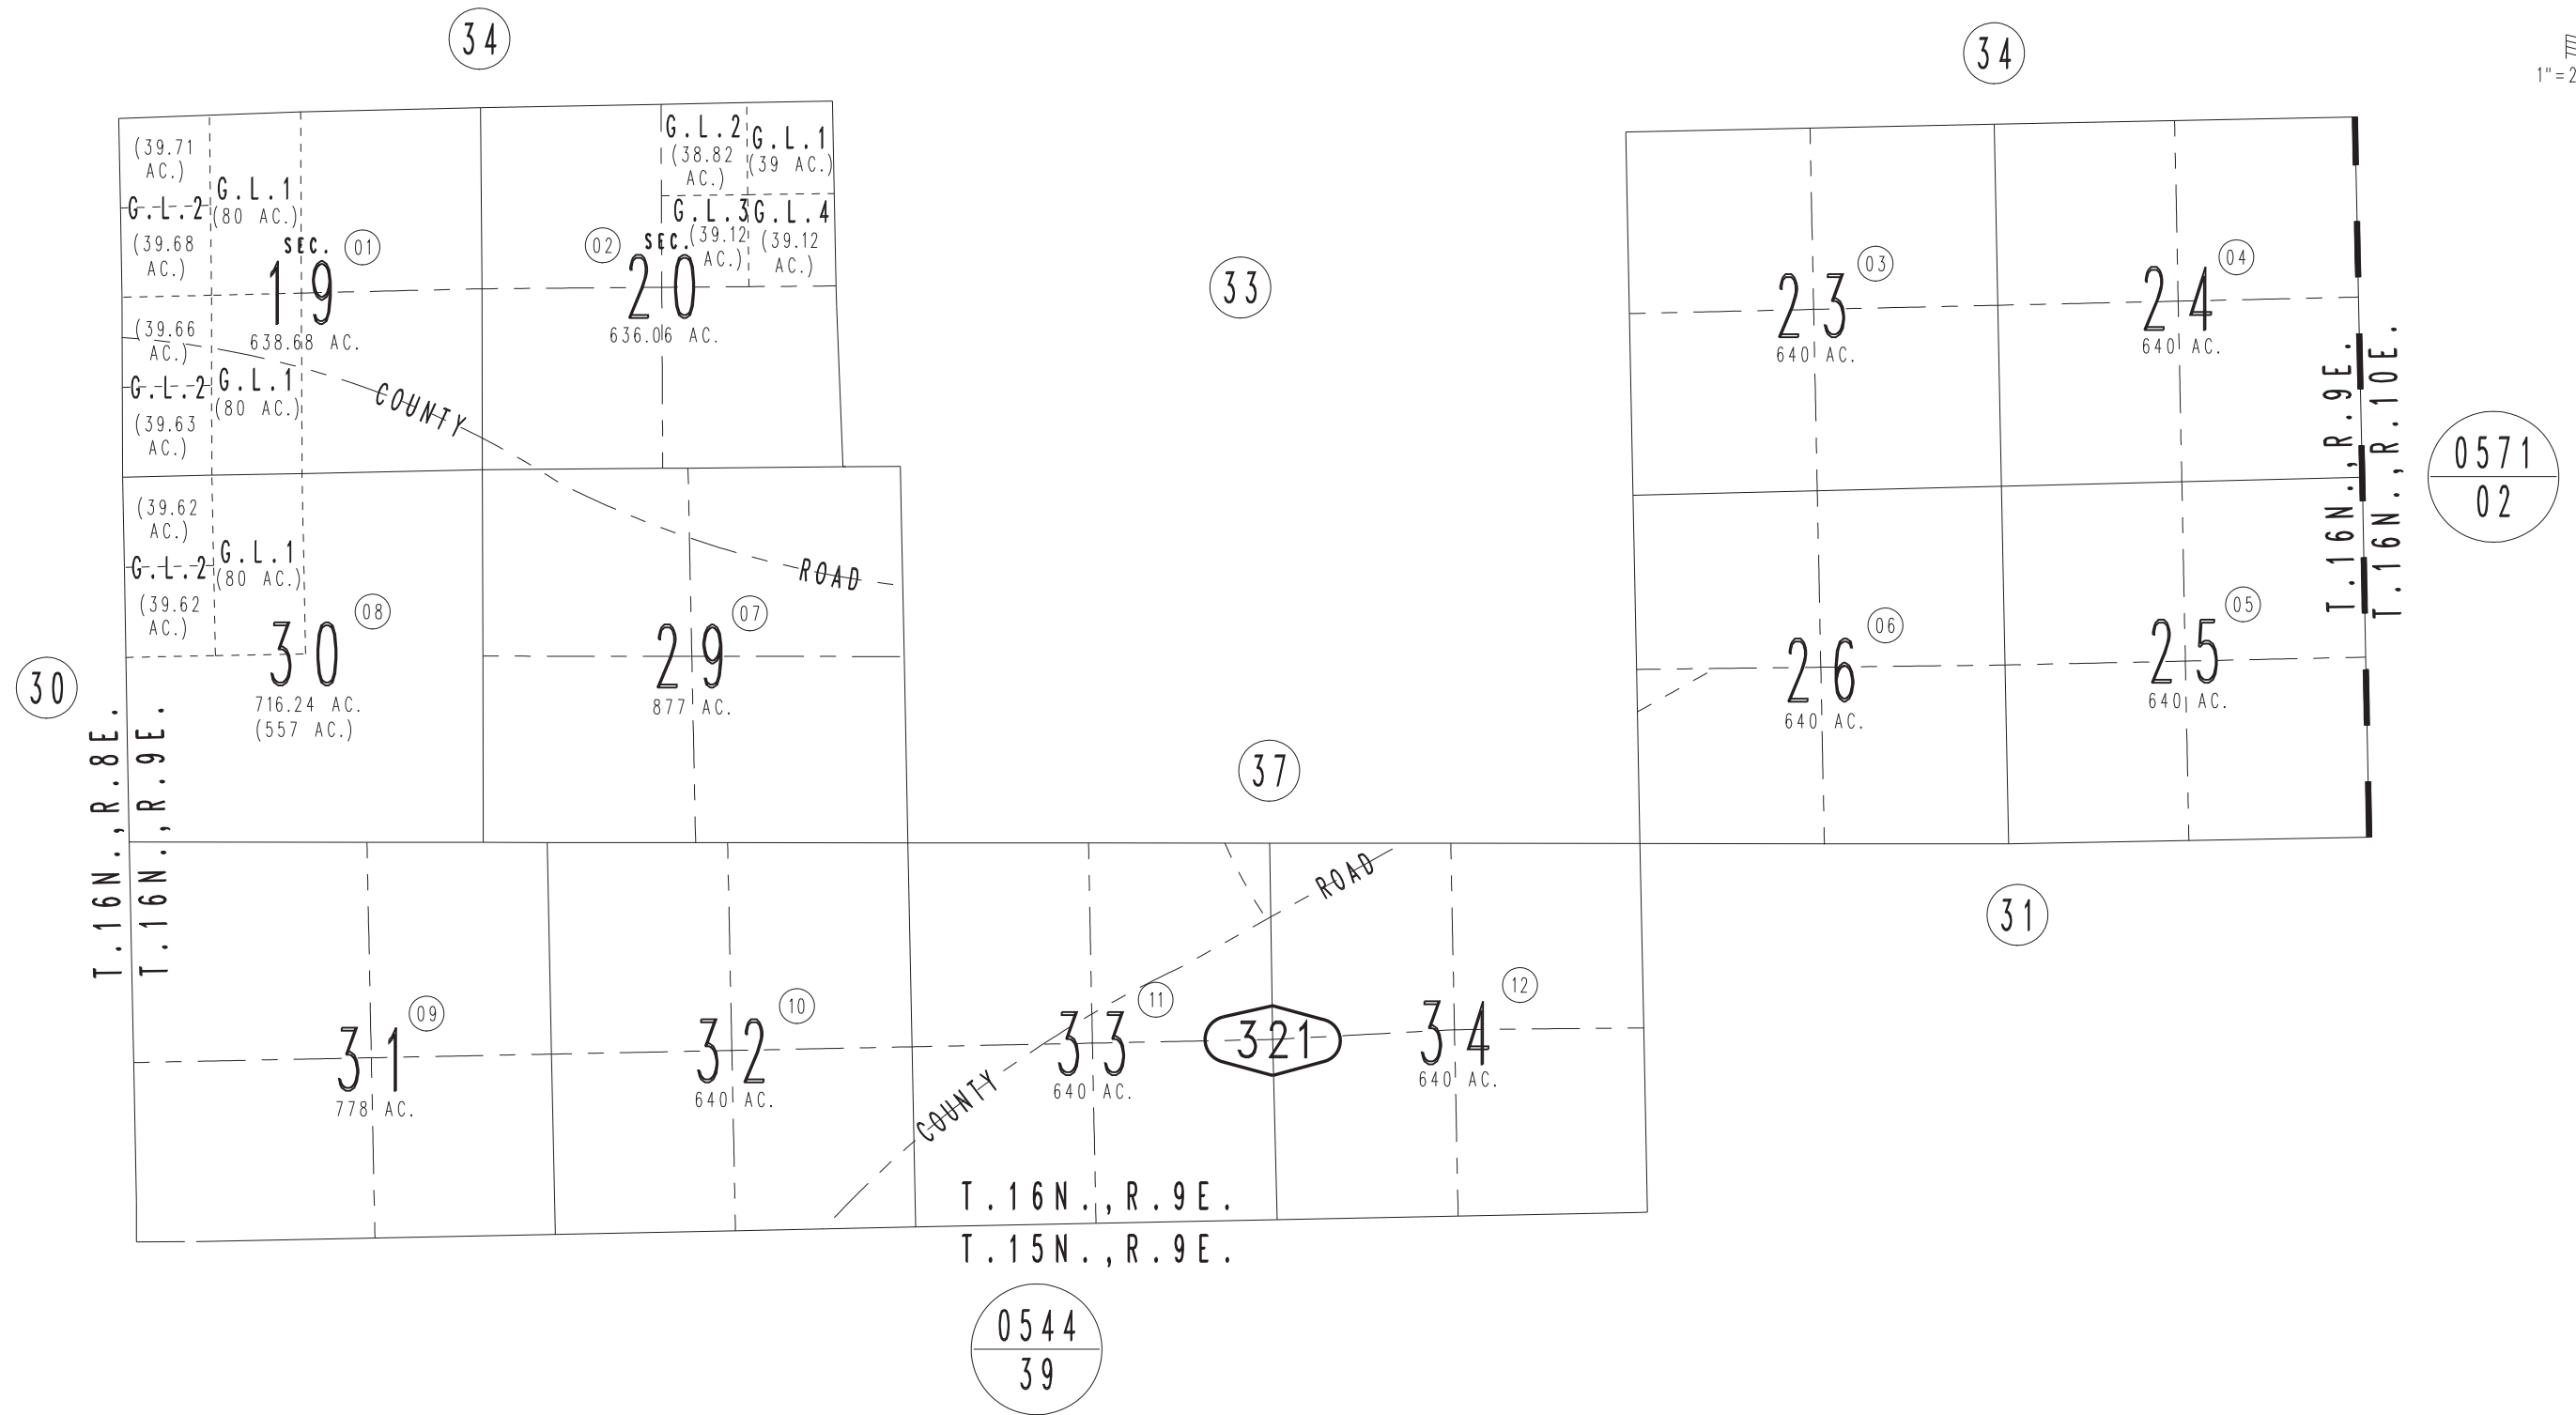 34
34
1"=2
(39.71
AC.)
G.L.2
(39.68
AC.)
G.L.1
(80 AC.)
SEC.
01
19
638.68 AC.
(39.66
AC.)
G.L.2
(39.63
AC.)
G.L.1
(80 AC.)
COUNTY
G.L.2
(38.82
AC.)
G.L.1
(39 AC.)
G.L.3
(39.12
AC.)
G.L.4
(39.12
AC.)
02
SEC.
20
636.06 AC.
33
03
23
640 AC.
04
24
640 AC.
T.16N.,R.9E.
T.16N.,R.10E.
0571
02
(39.62
AC.)
G.L.2
(39.62
AC.)
G.L.1
(80 AC.)
08
30
716.24 AC.
(557 AC.)
ROAD
07
29
877 AC.
06
26
640 AC.
05
25
640 AC.
30
T.16N.,R.8E.
T.16N.,R.9E.
37
31
ROAD
09
31
778 AC.
10
32
640 AC.
COUNTY
11
33
640 AC.
321
12
34
640 AC.
T.16N.,R.9E.
T.15N.,R.9E.
0544
39